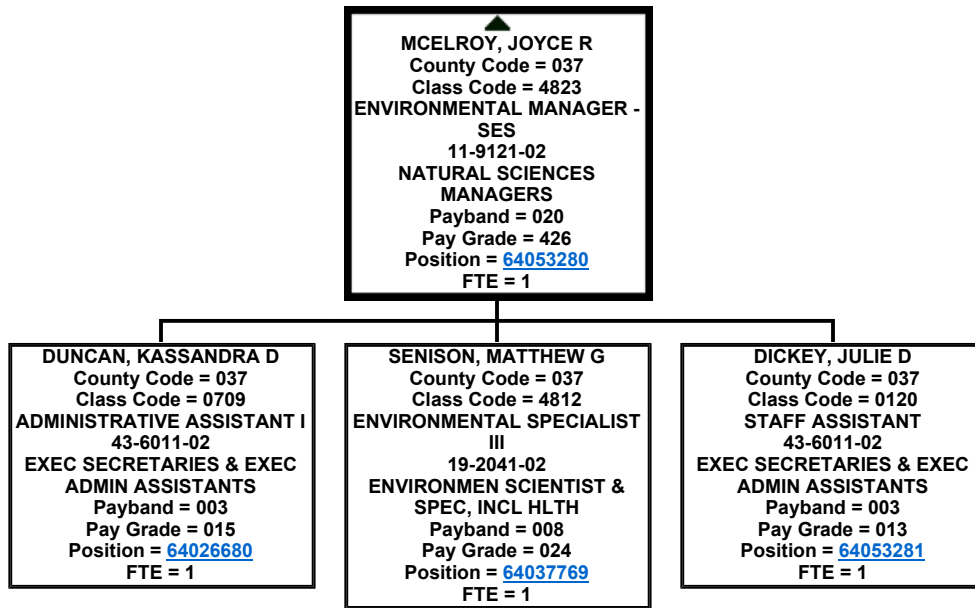 MCELROY, JOYCE R
County Code = 037
Class Code = 4823
ENVIRONMENTAL MANAGER -
SES
11-9121-02
NATURAL SCIENCES
MANAGERS
Payband = 020
Pay Grade = 426
Position = 64053280
FTE = 1
DUNCAN, KASSANDRA D
County Code = 037
Class Code = 0709
ADMINISTRATIVE ASSISTANT I
43-6011-02
EXEC SECRETARIES & EXEC
ADMIN ASSISTANTS
Payband = 003
Pay Grade = 015
Position = 64026680
FTE = 1
SENISON, MATTHEW G
County Code = 037
Class Code = 4812
ENVIRONMENTAL SPECIALIST
III
19-2041-02
ENVIRONMEN SCIENTIST &
SPEC, INCL HLTH
Payband = 008
Pay Grade = 024
Position = 64037769
FTE = 1
DICKEY, JULIE D
County Code = 037
Class Code = 0120
STAFF ASSISTANT
43-6011-02
EXEC SECRETARIES & EXEC
ADMIN ASSISTANTS
Payband = 003
Pay Grade = 013
Position = 64053281
FTE = 1